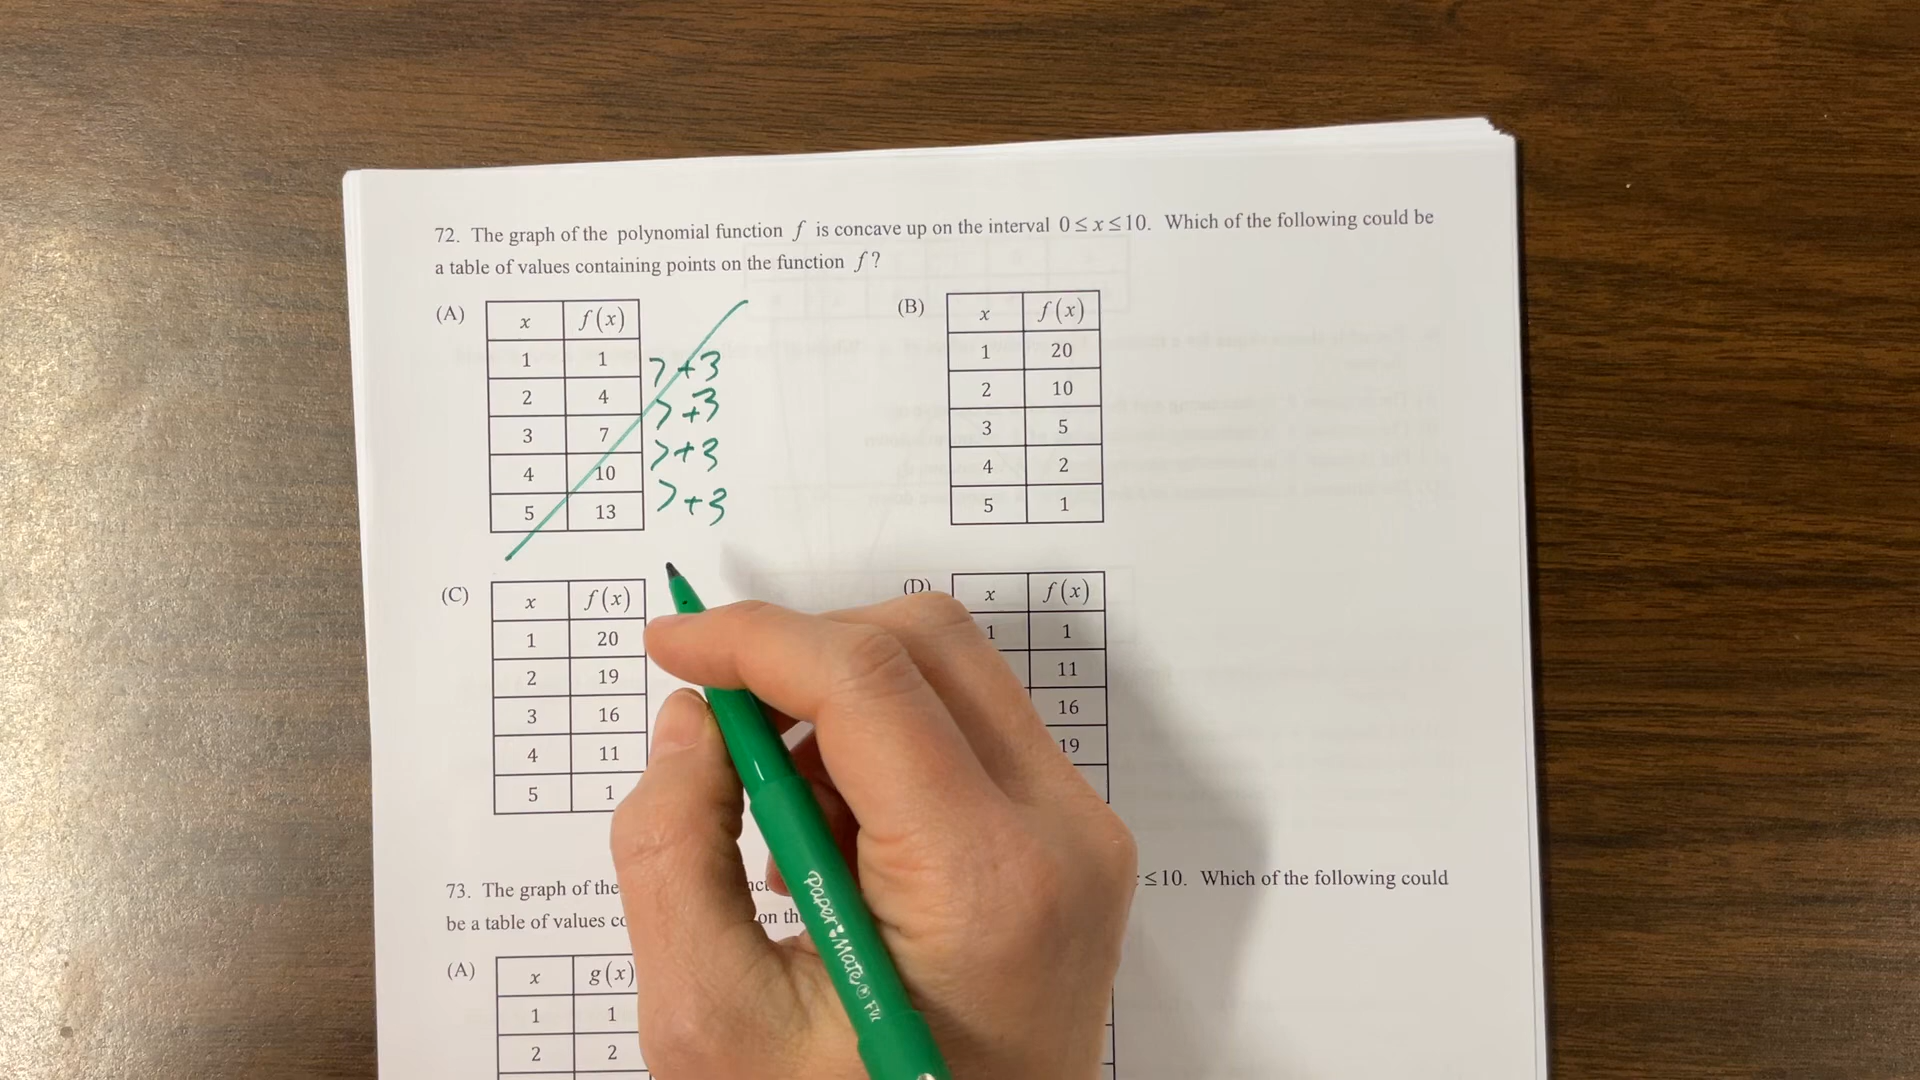 72. The graph of the polynomial function f is concave up on the interval 0 ≤ x ≤ 10. Which of the following could be
a table of values containing points on the function f ?
(A)
x f(x)
1 1
2 4
3 7
4 10
5 13
> +3
> +3
> +3
> +3
(B)
x f(x)
1 20
2 10
3 5
4 2
5 1
(C)
x f(x)
1 20
2 19
3 16
4 11
5 1
(D)
x f(x)
1 1
11
16
19
73. The graph of the ≤ 10. Which of the following could
be a table of values on
(A)
x g(x)
1 1
2 2
Paper Mate